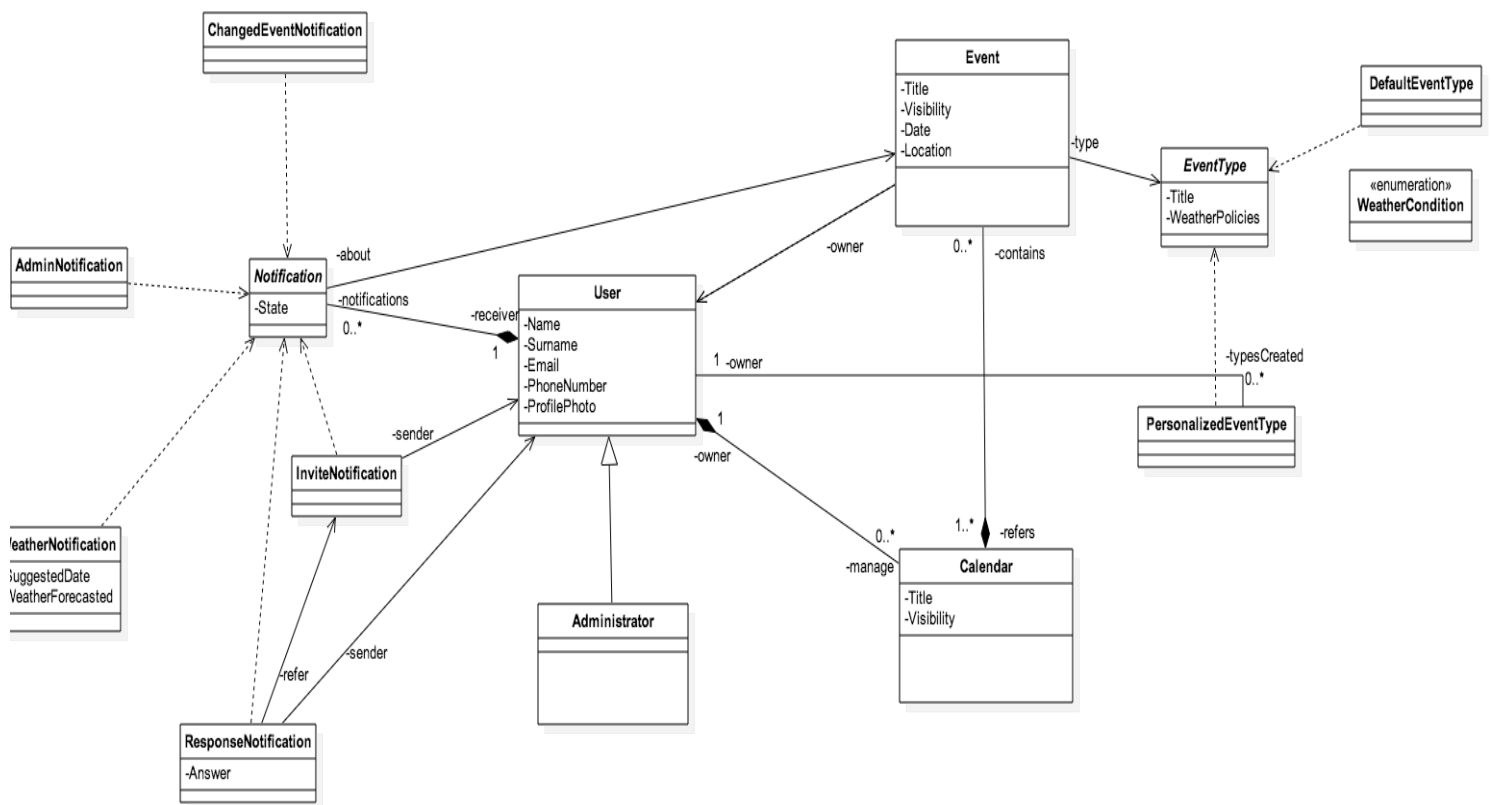 ChangedEventNotification
Event
-Title
-Visibility
-Date
-Location
DefaultEventType
-type
EventType
-Title
-WeatherPolicies
«enumeration»
WeatherCondition
AdminNotification
Notification
-State
-about
-notifications
0..*
-receiver
1
-owner
0..*
-contains
User
-Name
-Surname
-Email
-PhoneNumber
-ProfilePhoto
1
-owner
-typesCreated
0..*
PersonalizedEventType
-sender
1
-owner
InviteNotification
0..*
-manage
1..*
-refers
Calendar
-Title
-Visibility
eatherNotification
SuggestedDate
WeatherForecasted
Administrator
-sender
-refer
ResponseNotification
-Answer